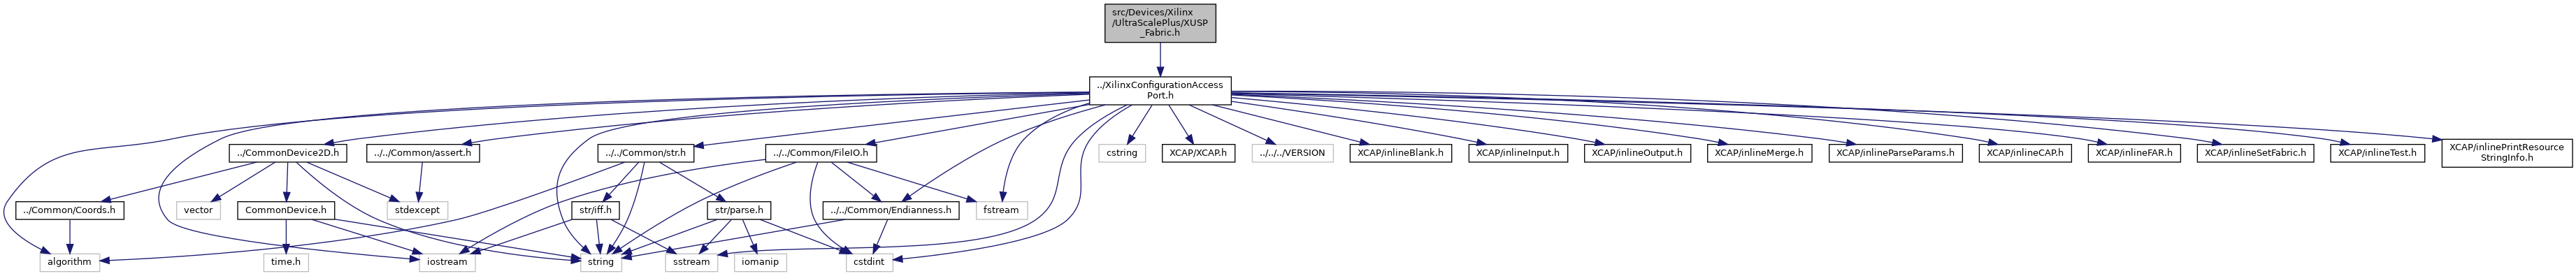 src/Devices/Xilinx
/UltraScalePlus/XUSP
_Fabric.h
../XilinxConfigurationAccess
Port.h
../CommonDevice2D.h
../../Common/assert.h
../../Common/str.h
../../Common/FileIO.h
cstring
XCAP/XCAP.h
../../../VERSION
XCAP/inlineBlank.h
XCAP/inlineInput.h
XCAP/inlineOutput.h
XCAP/inlineMerge.h
XCAP/inlineParseParams.h
XCAP/inlineCAP.h
XCAP/inlineFAR.h
XCAP/inlineSetFabric.h
XCAP/inlineTest.h
XCAP/inlinePrintResource
StringInfo.h
../Common/Coords.h
vector
CommonDevice.h
stdexcept
str/iff.h
str/parse.h
../../Common/Endianness.h
fstream
algorithm
time.h
iostream
string
sstream
iomanip
cstdint